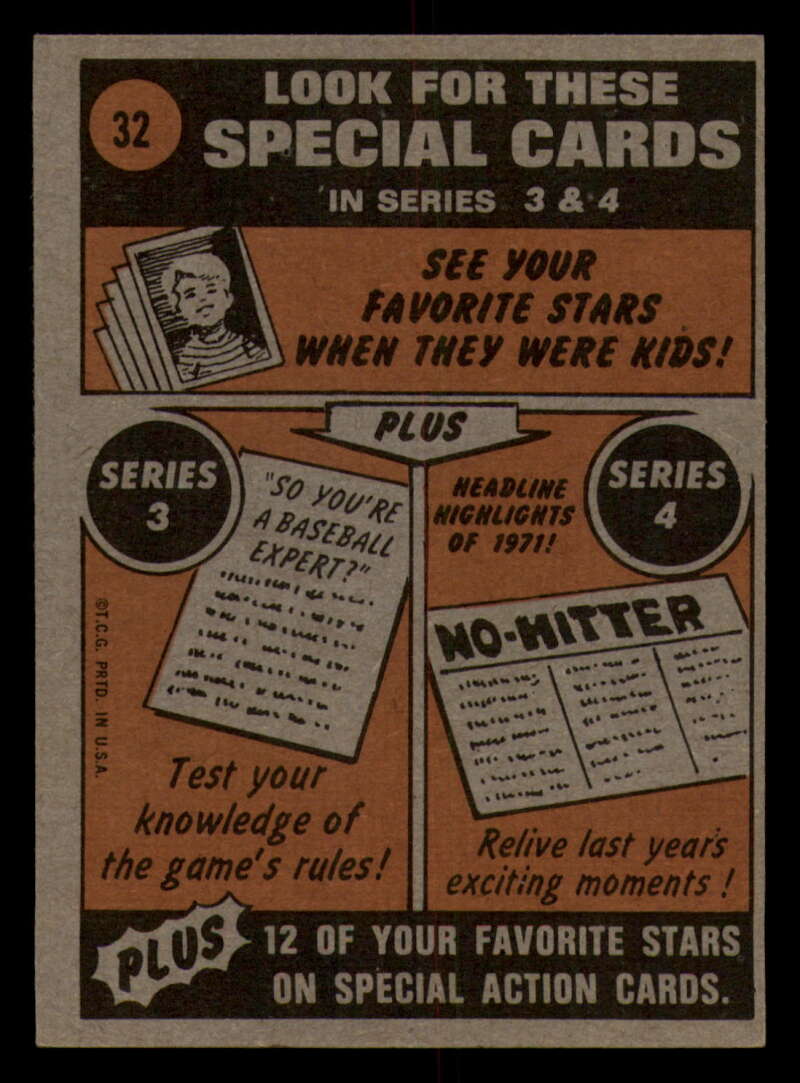 32
LOOK FOR THESE
SPECIAL CARDS
IN SERIES 3 & 4
SEE YOUR
FAVORITE STARS
WHEN THEY WERE KIDS!
PLUS
SERIES
3
"SO YOU'RE
A BASEBALL
EXPERT?"
Test your
knowledge of
the game's rules!
HEADLINE
HIGHLIGHTS
OF 1971!
SERIES
4
NO-HITTER
Relive last year's
exciting moments!
©T.C.G. PRTD. IN U.S.A.
PLUS
12 OF YOUR FAVORITE STARS
ON SPECIAL ACTION CARDS.